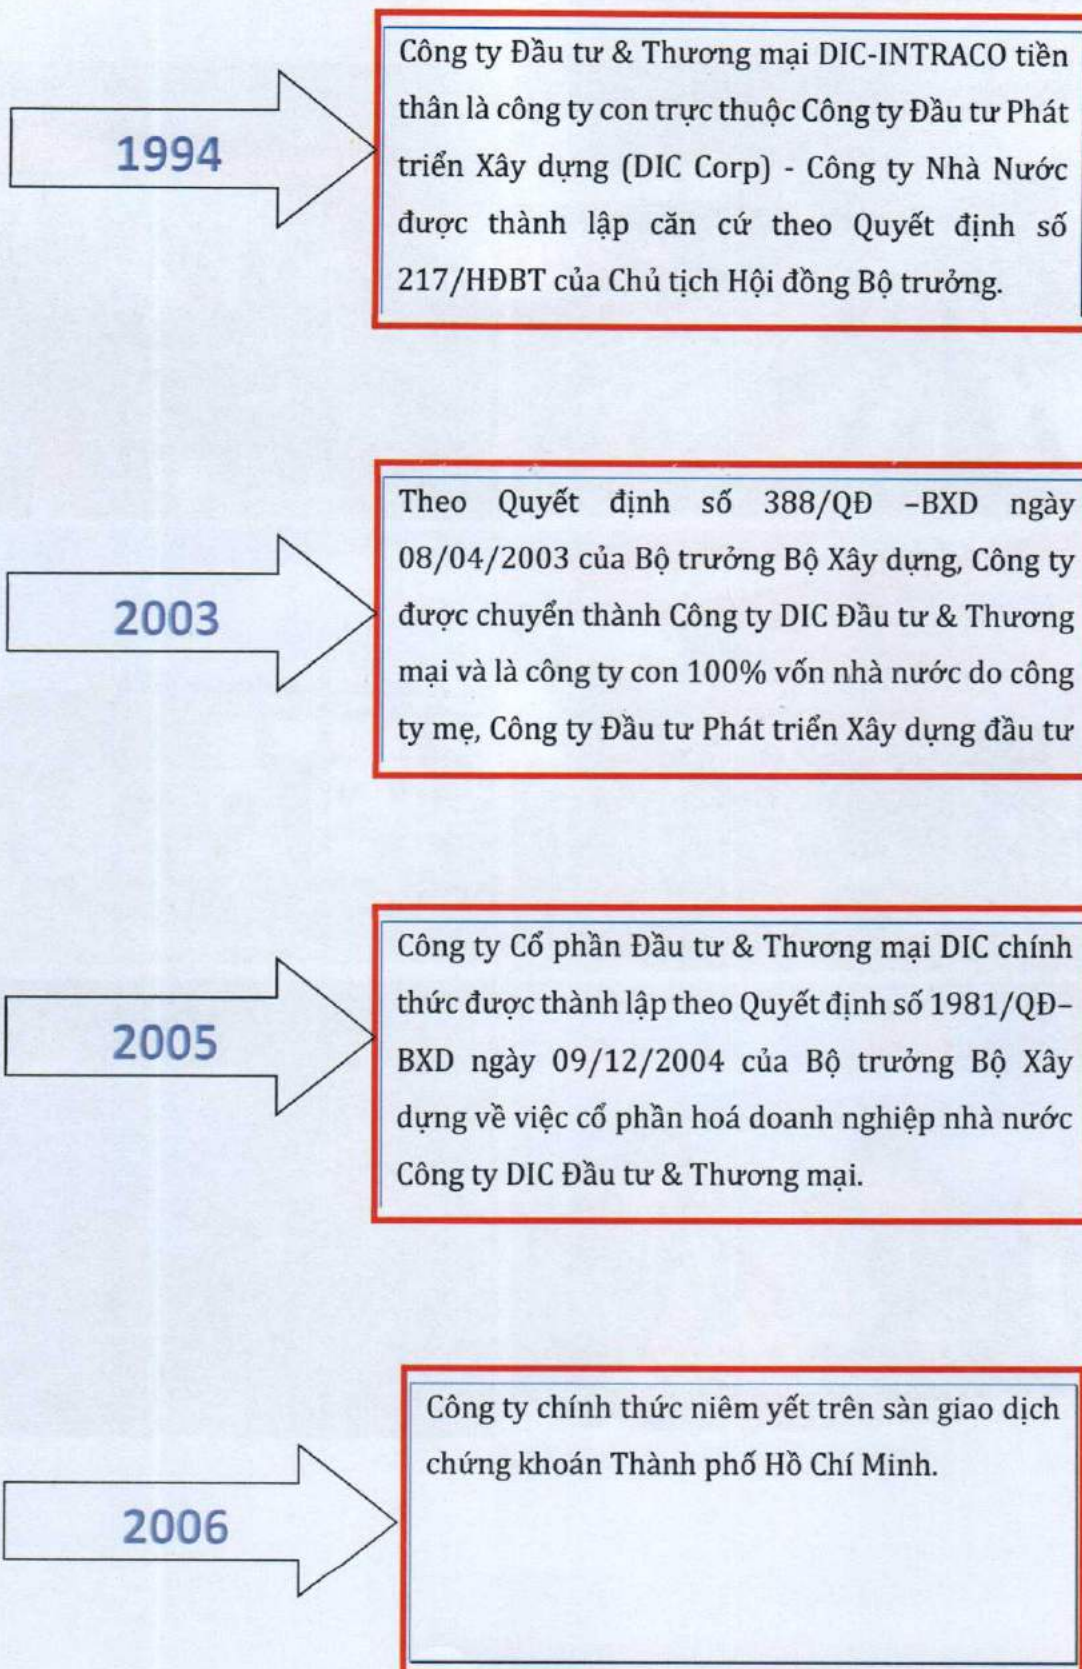 1994
Công ty Đầu tư & Thương mại DIC-INTRACO tiền
thân là công ty con trực thuộc Công ty Đầu tư Phát
triển Xây dựng (DIC Corp) - Công ty Nhà Nước
được thành lập căn cứ theo Quyết định số
217/HĐBT của Chủ tịch Hội đồng Bộ trưởng.
2003
Theo Quyết định số 388/QĐ –BXD ngày
08/04/2003 của Bộ trưởng Bộ Xây dựng, Công ty
được chuyển thành Công ty DIC Đầu tư & Thương
mại và là công ty con 100% vốn nhà nước do công
ty mẹ, Công ty Đầu tư Phát triển Xây dựng đầu tư
2005
Công ty Cổ phần Đầu tư & Thương mại DIC chính
thức được thành lập theo Quyết định số 1981/QĐ–
BXD ngày 09/12/2004 của Bộ trưởng Bộ Xây
dựng về việc cổ phần hoá doanh nghiệp nhà nước
Công ty DIC Đầu tư & Thương mại.
2006
Công ty chính thức niêm yết trên sàn giao dịch
chứng khoán Thành phố Hồ Chí Minh.